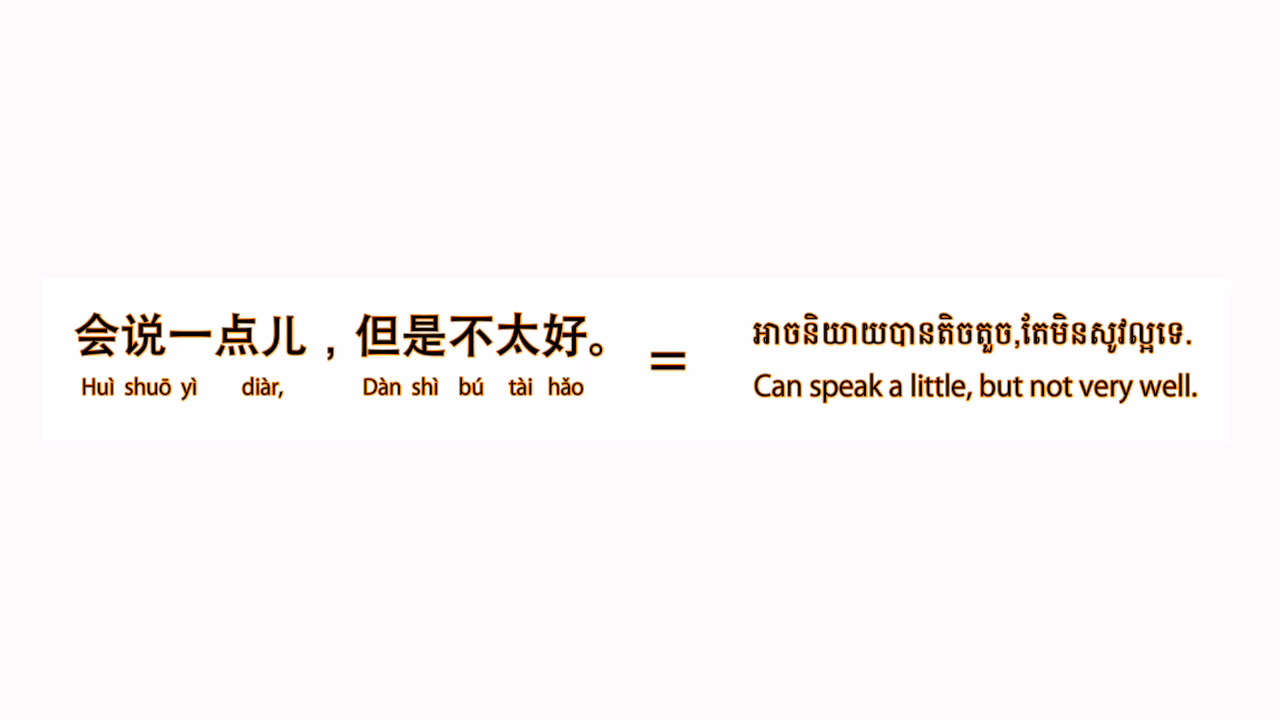 会说一点儿，但是不太好。
Huì shuō yì diàr, Dàn shì bú tài hǎo
=
អាចនិយាយបានតិចតួច,តែមិនសូវល្អទេ.
Can speak a little, but not very well.